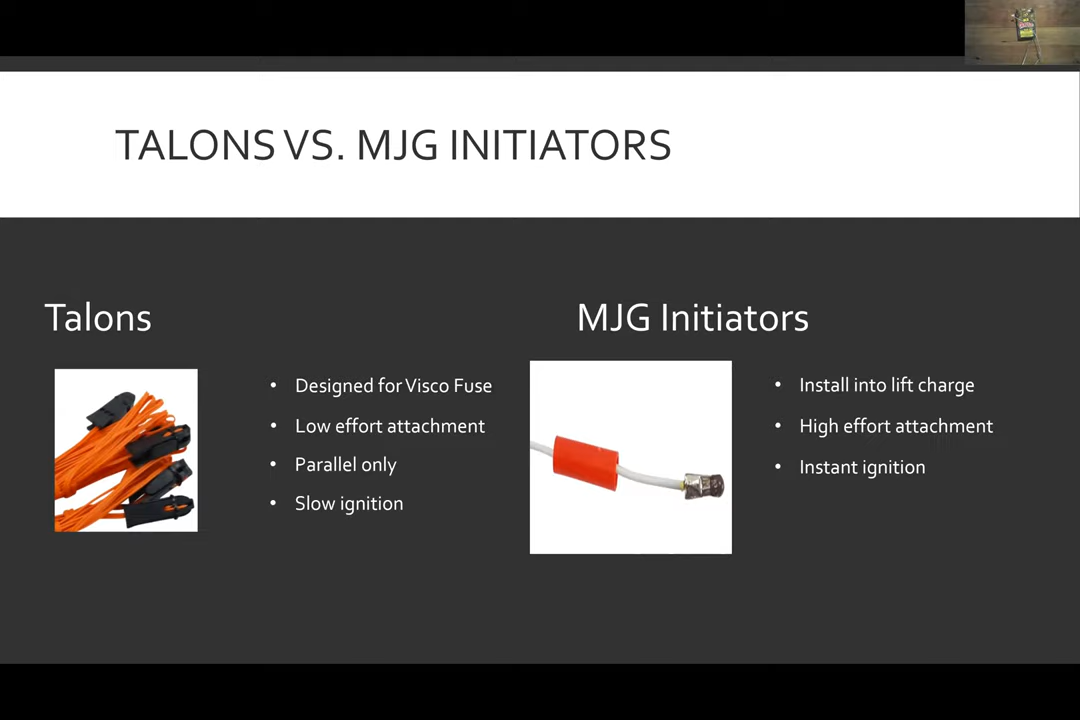 TALONS VS. MJG INITIATORS
Talons
Designed for Visco Fuse
Low effort attachment
Parallel only
Slow ignition
MJG Initiators
Install into lift charge
High effort attachment
Instant ignition